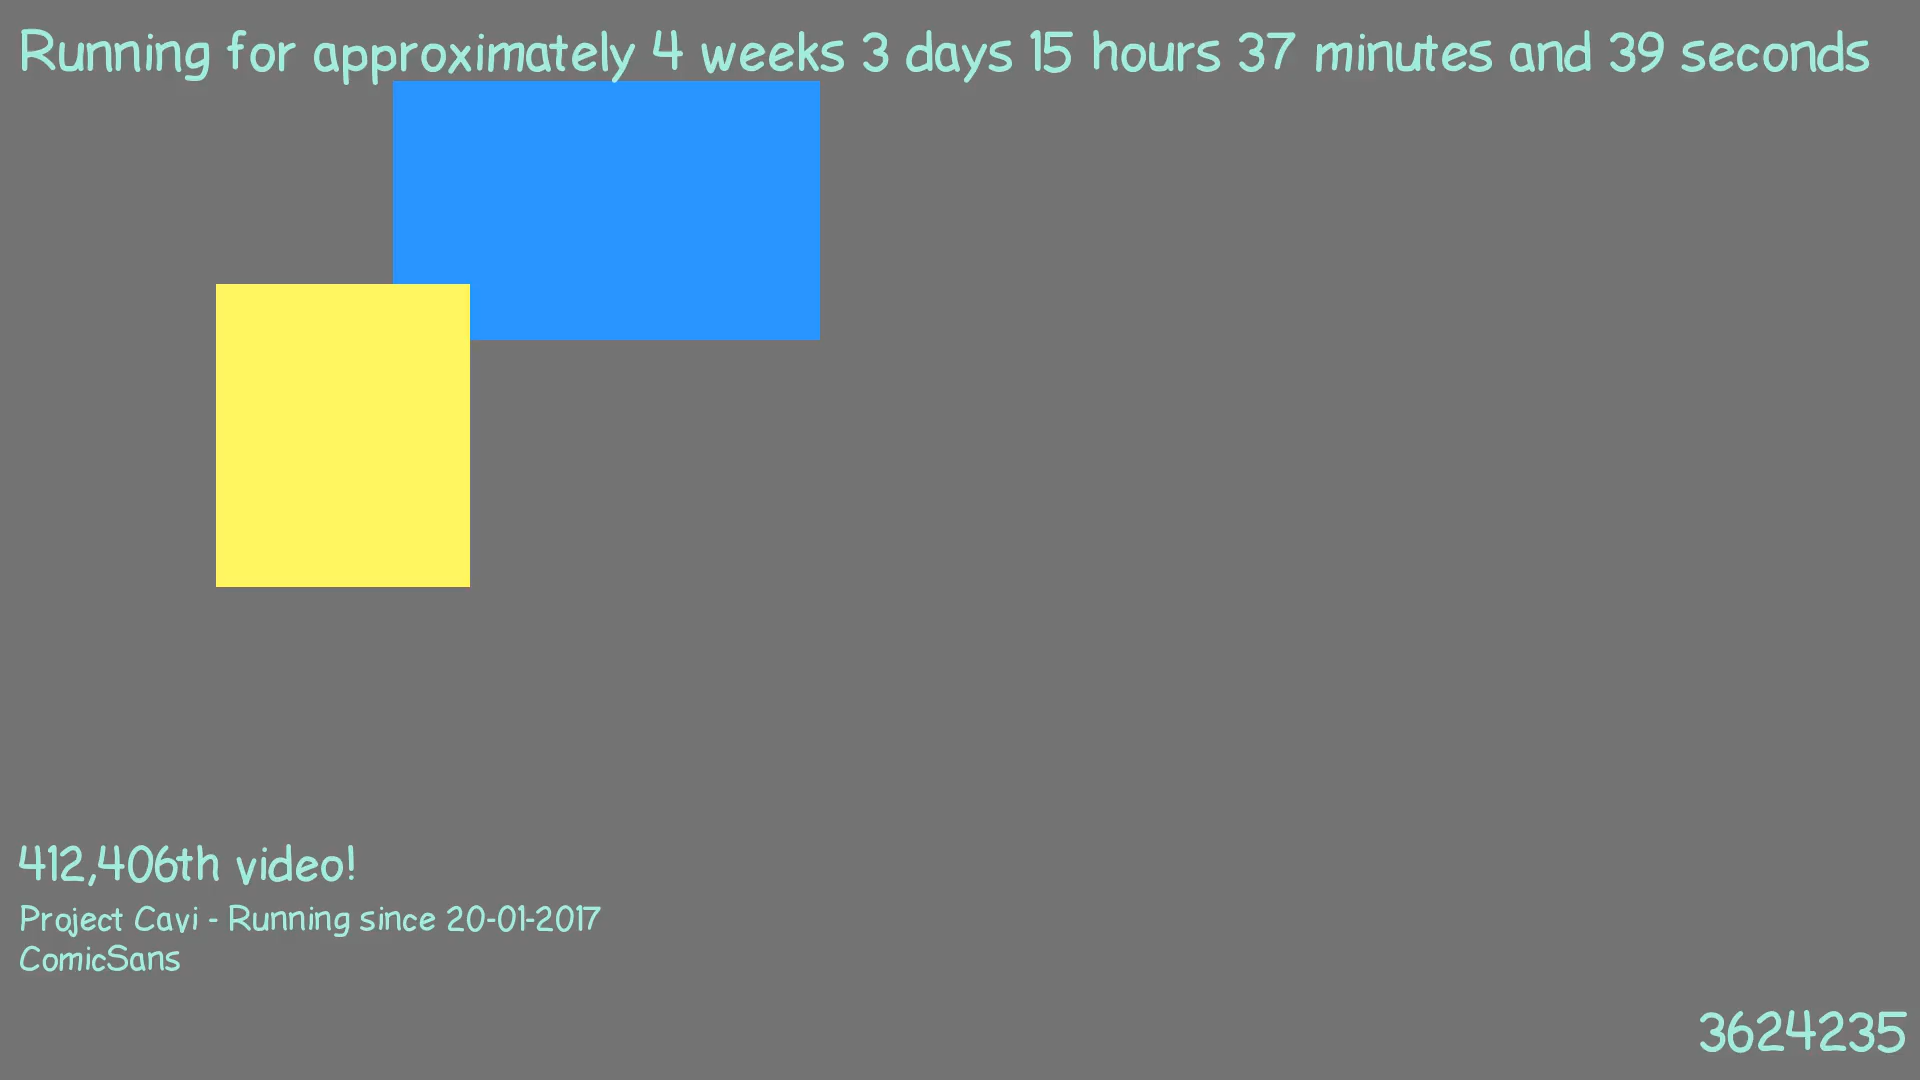 Running for approximately 4 weeks 3 days 15 hours 37 minutes and 39 seconds
412,406th video!
Project Cavi - Running since 20-01-2017
ComicSans
3624235